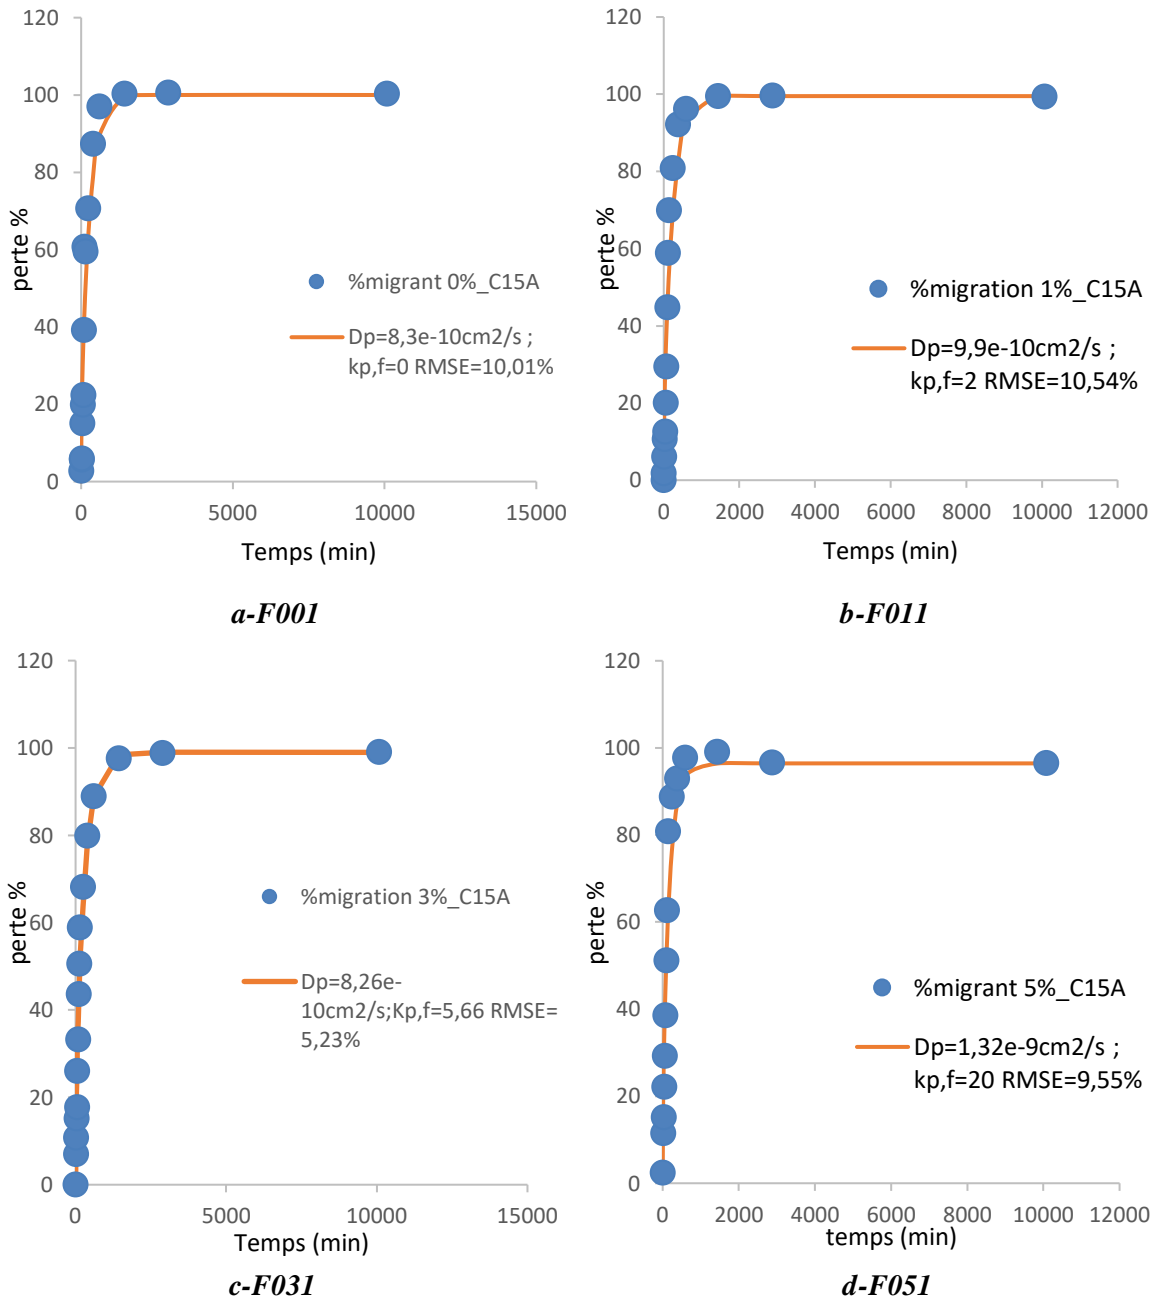 120
100
80
60
40
20
0
perte %
0
5000
10000
15000
Temps (min)
%migrant 0%_C15A
Dp=8,3e-10cm2/s ;
kp,f=0 RMSE=10,01%
a-F001
120
100
80
60
40
20
0
perte %
0
2000
4000
6000
8000
10000
12000
Temps (min)
%migration 1%_C15A
Dp=9,9e-10cm2/s ;
kp,f=2 RMSE=10,54%
b-F011
120
100
80
60
40
20
0
perte %
0
5000
10000
15000
Temps (min)
%migration 3%_C15A
Dp=8,26e-
10cm2/s;Kp,f=5,66 RMSE=
5,23%
c-F031
120
100
80
60
40
20
0
perte %
0
2000
4000
6000
8000
10000
12000
temps (min)
%migrant 5%_C15A
Dp=1,32e-9cm2/s ;
kp,f=20 RMSE=9,55%
d-F051